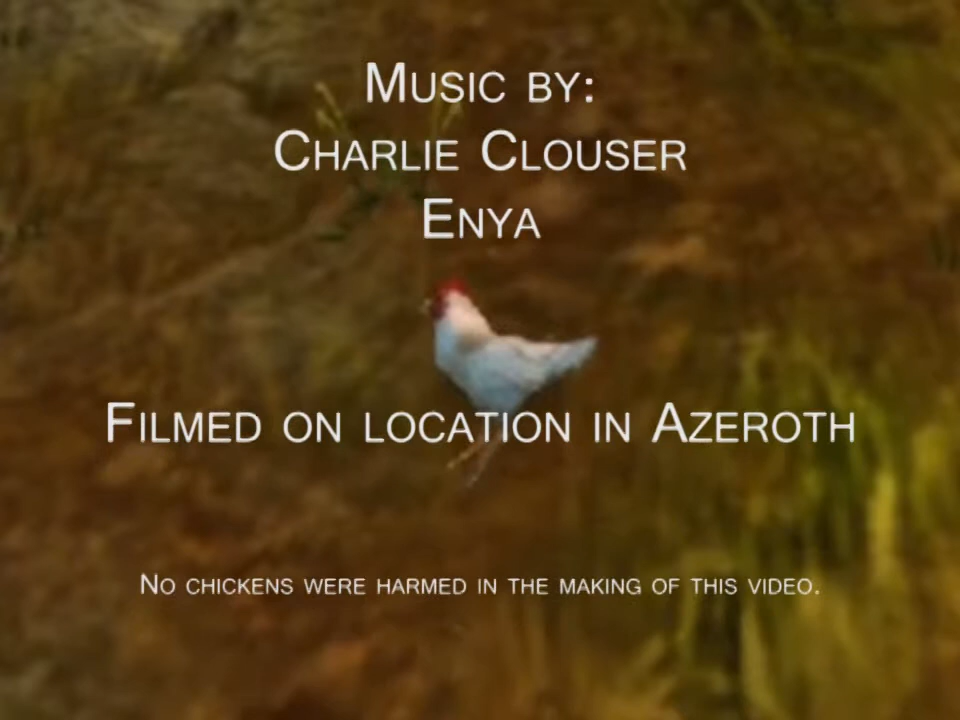 Music by:
Charlie Clouser
Enya
Filmed on location in Azeroth
No chickens were harmed in the making of this video.